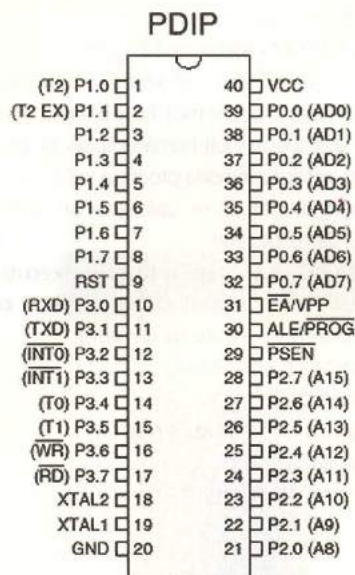 PDIP
(T2) P1.0 1 40 VCC
(T2 EX) P1.1 2 39 P0.0 (AD0)
P1.2 3 38 P0.1 (AD1)
P1.3 4 37 P0.2 (AD2)
P1.4 5 36 P0.3 (AD3)
P1.5 6 35 P0.4 (AD4)
P1.6 7 34 P0.5 (AD5)
P1.7 8 33 P0.6 (AD6)
RST 9 32 P0.7 (AD7)
(RXD) P3.0 10 31 E̅A̅/VPP
(TXD) P3.1 11 30 ALE/P̅R̅O̅G̅
(I̅N̅T̅0̅) P3.2 12 29 P̅S̅E̅N̅
(I̅N̅T̅1̅) P3.3 13 28 P2.7 (A15)
(T0) P3.4 14 27 P2.6 (A14)
(T1) P3.5 15 26 P2.5 (A13)
(W̅R̅) P3.6 16 25 P2.4 (A12)
(R̅D̅) P3.7 17 24 P2.3 (A11)
XTAL2 18 23 P2.2 (A10)
XTAL1 19 22 P2.1 (A9)
GND 20 21 P2.0 (A8)